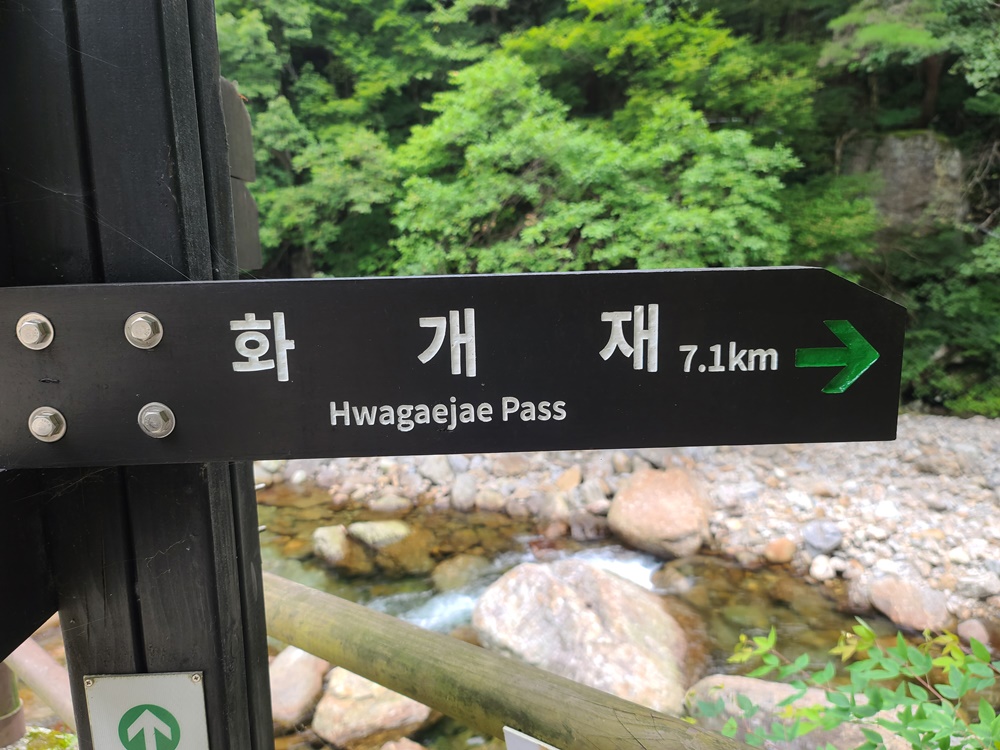 화개재 7.1km
Hwagaejae Pass